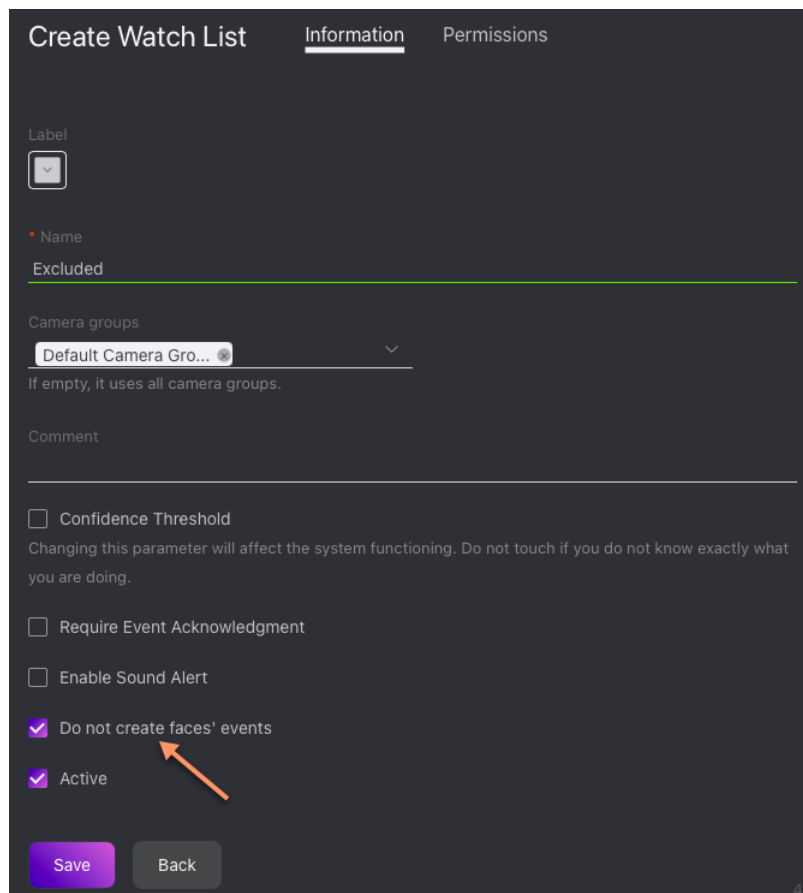 Create Watch List Information Permissions
Label
* Name
Excluded
Camera groups
Default Camera Gro...
If empty, it uses all camera groups.
Comment
Confidence Threshold
Changing this parameter will affect the system functioning. Do not touch if you do not know exactly what
you are doing.
Require Event Acknowledgment
Enable Sound Alert
Do not create faces' events
Active
Save Back